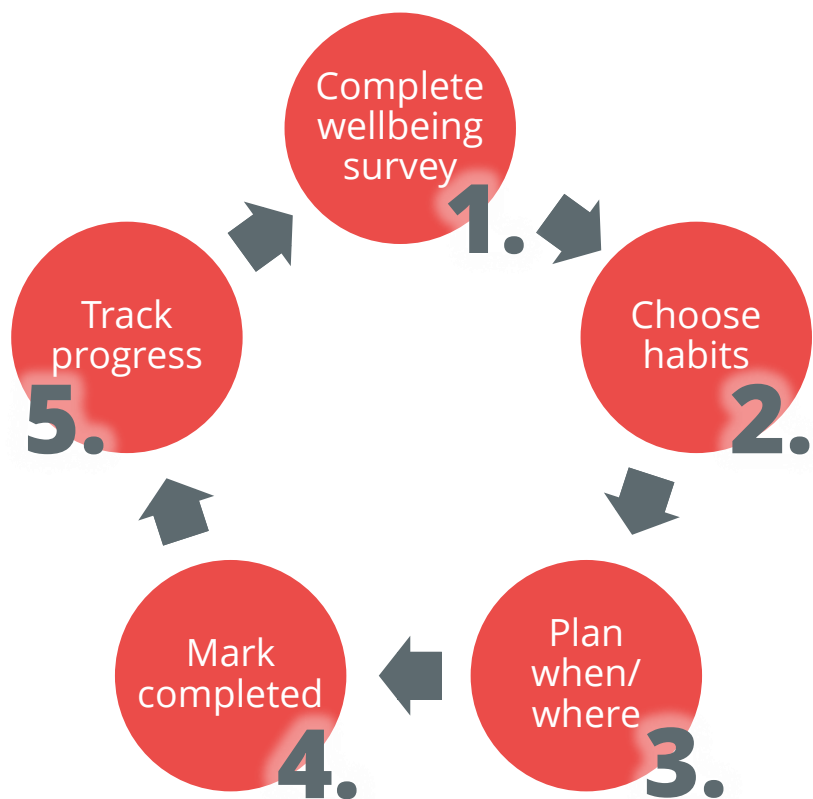 Complete
wellbeing
survey
1.
Choose
habits
2.
Plan
when/
where
3.
Mark
completed
4.
Track
progress
5.